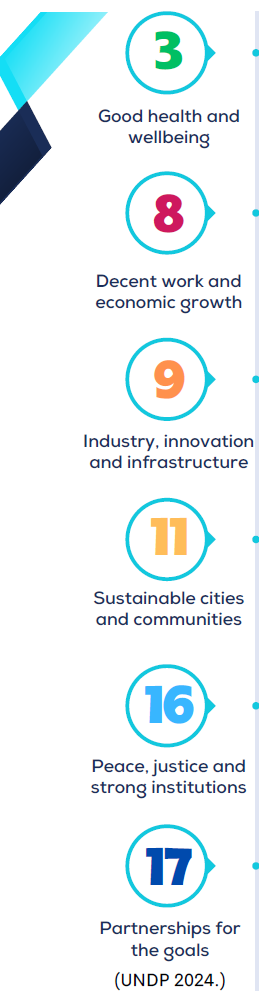 3
Good health and
wellbeing
8
Decent work and
economic growth
9
Industry, innovation
and infrastructure
11
Sustainable cities
and communities
16
Peace, justice and
strong institutions
17
Partnerships for
the goals
(UNDP 2024.)